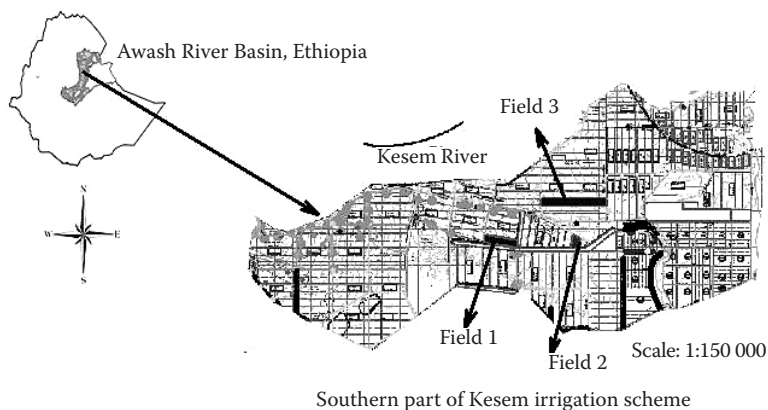 Awash River Basin, Ethiopia
Field 3
Kesem River
N
W E
S
Field 1
Field 2
Scale: 1:150 000
Southern part of Kesem irrigation scheme